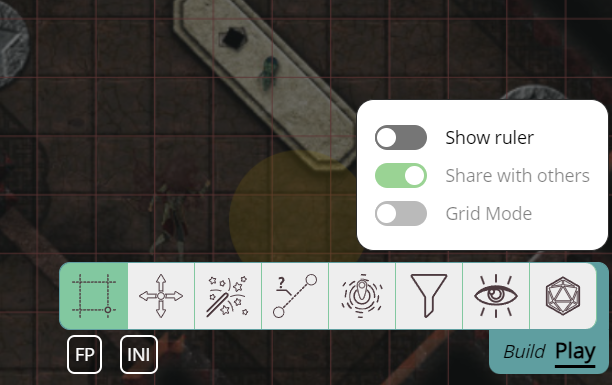 Show ruler
Share with others
Grid Mode
?
FP INI
Build Play